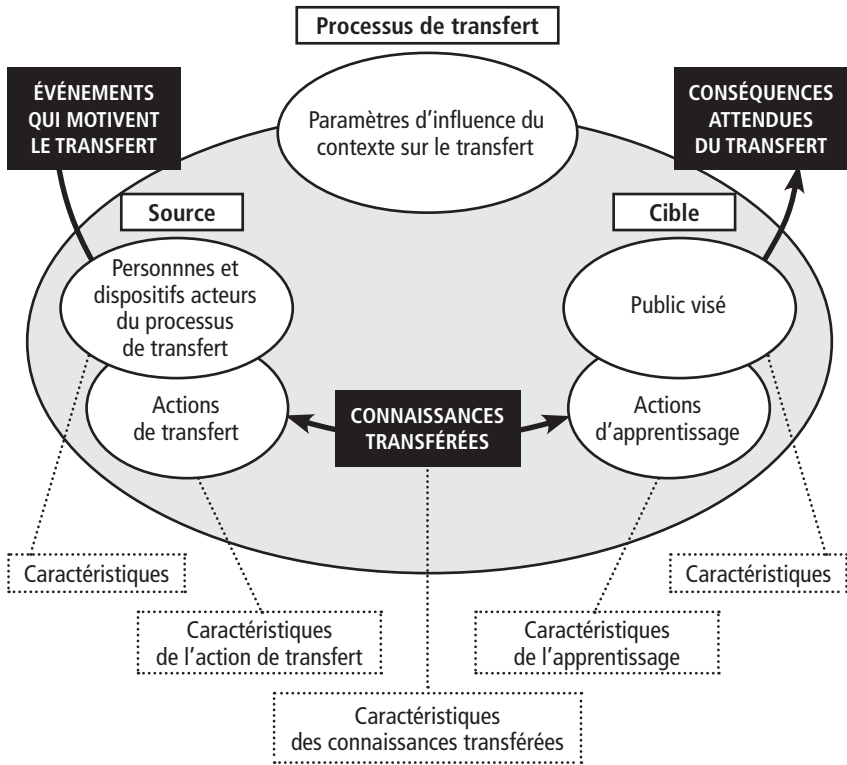 Processus de transfert
ÉVÉNEMENTS
QUI MOTIVENT
LE TRANSFERT
Paramètres d'influence du
contexte sur le transfert
CONSÉQUENCES
ATTENDUES
DU TRANSFERT
Source
Cible
Personnnes et
dispositifs acteurs
du processus
de transfert
Public visé
Actions
de transfert
CONNAISSANCES
TRANSFÉRÉES
Actions
d'apprentissage
Caractéristiques
Caractéristiques
Caractéristiques
de l'action de transfert
Caractéristiques
de l'apprentissage
Caractéristiques
des connaissances transférées